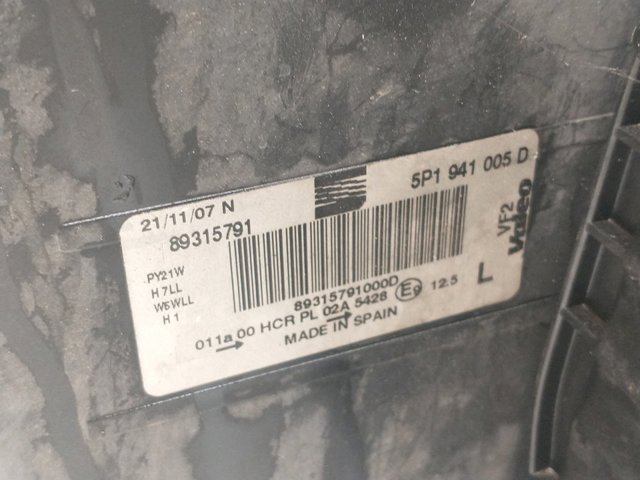 21/11/07 N
5P1 941 005 D
89315791
PY21W
H7LL
W5WLL
H1
89315791000D
VF2
Valeo
011a 00 HCR PL 02A 5428 E9 12.5
L
MADE IN SPAIN